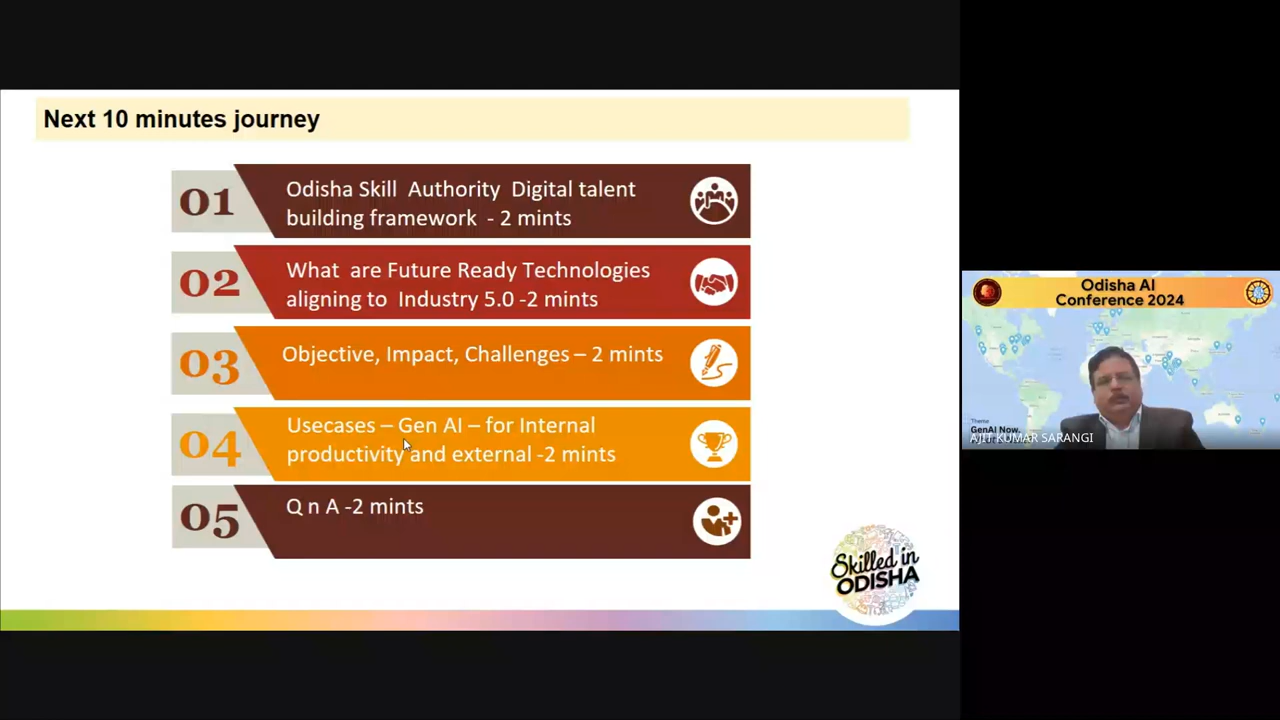 Next 10 minutes journey
01
Odisha Skill Authority Digital talent
building framework - 2 mints
02
What are Future Ready Technologies
aligning to Industry 5.0 -2 mints
03
Objective, Impact, Challenges – 2 mints
04
Usecases – Gen AI – for Internal
productivity and external -2 mints
05
Q n A -2 mints
Skilled in
ODISHA
Odisha AI
Conference 2024
Theme
GenAI Now.
AJIT KUMAR SARANGI